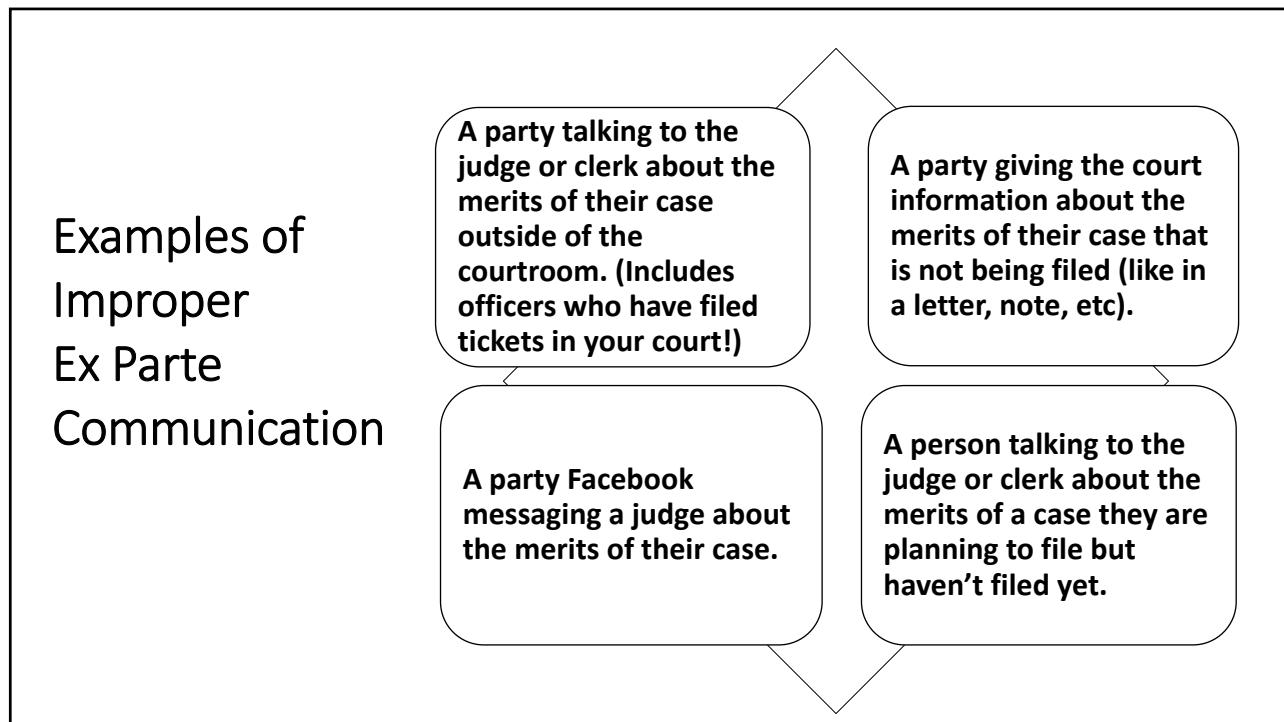 Examples of
Improper
Ex Parte
Communication
A party talking to the
judge or clerk about the
merits of their case
outside of the
courtroom. (Includes
officers who have filed
tickets in your court!)
A party giving the court
information about the
merits of their case that
is not being filed (like in
a letter, note, etc).
A party Facebook
messaging a judge about
the merits of their case.
A person talking to the
judge or clerk about the
merits of a case they are
planning to file but
haven’t filed yet.